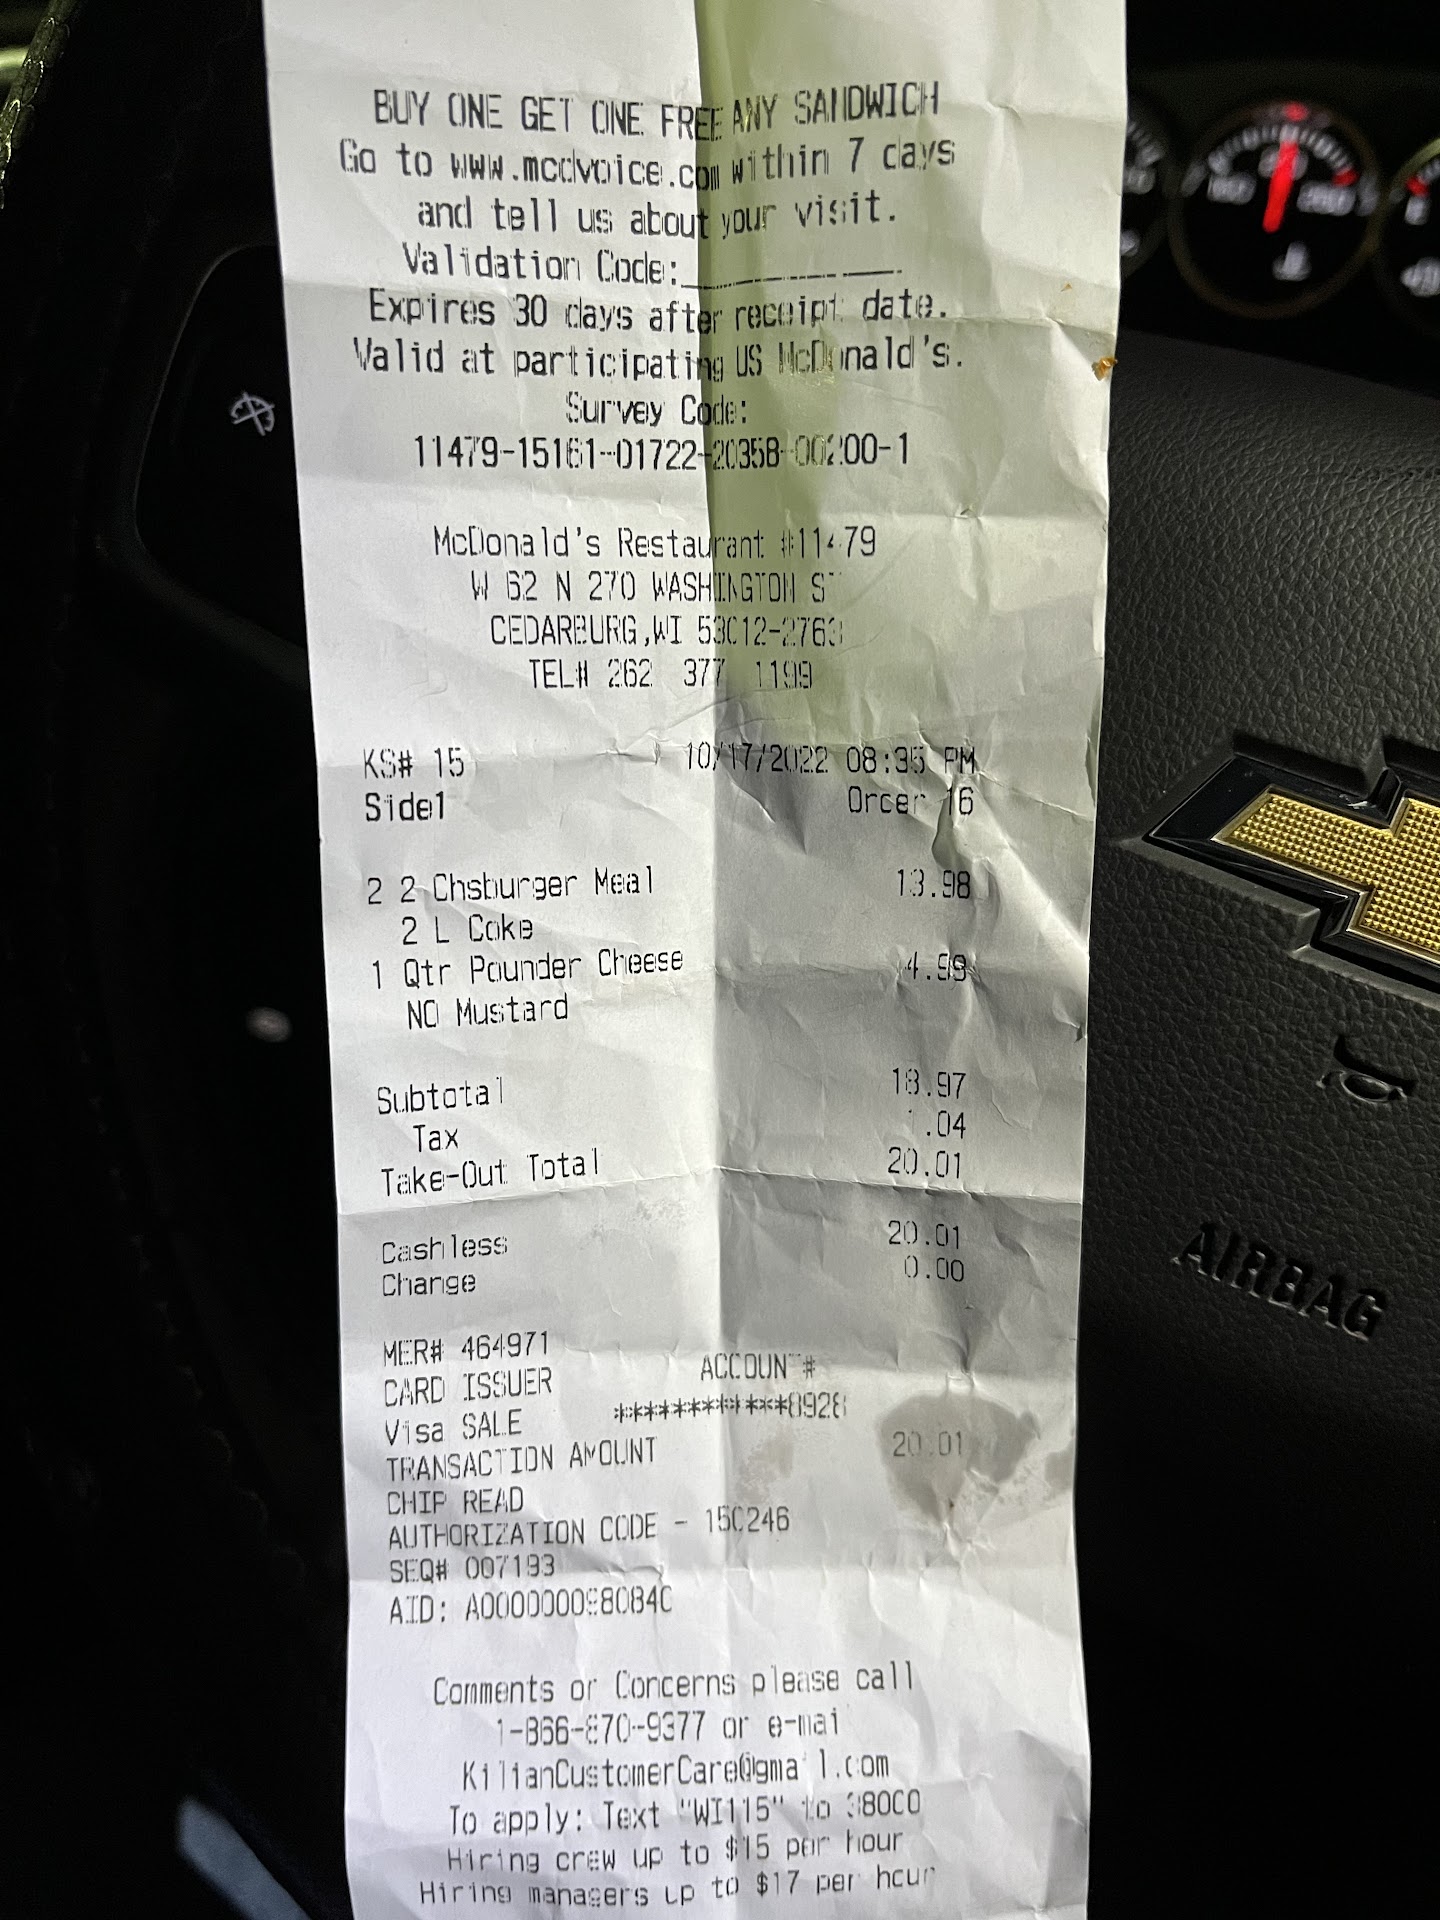 BUY ONE GET ONE FREE ANY SANDWICH
Go to www.mcdvoice.com within 7 days
and tell us about your visit.
Validation Code:____________
Expires 30 days after receipt date.
Valid at participating US McDonald's.
Survey Code:
11479-15161-01722-20358-00200-1
McDonald's Restaurant #11479
W 62 N 270 WASHINGTON ST
CEDARBURG,WI 53012-2763
TEL# 262 377 1199
KS# 15 10/17/2022 08:35 PM
Side1 Order 16
2 2 Chsburger Meal 13.98
2 L Coke
1 Qtr Pounder Cheese 4.99
NO Mustard
Subtotal 18.97
Tax 1.04
Take-Out Total 20.01
Cashless 20.01
Change 0.00
MER# 464971
CARD ISSUER ACCOUNT#
Visa SALE ************8928
TRANSACTION AMOUNT 20.01
CHIP READ
AUTHORIZATION CODE - 150246
SEQ# 007193
AID: A0000000980840
Comments or Concerns please call
1-866-870-9377 or e-mail
KilianCustomerCare@gmail.com
To apply: Text "WI115" to 38000
Hiring crew up to $15 per hour
Hiring managers up to $17 per hour
AIRBAG